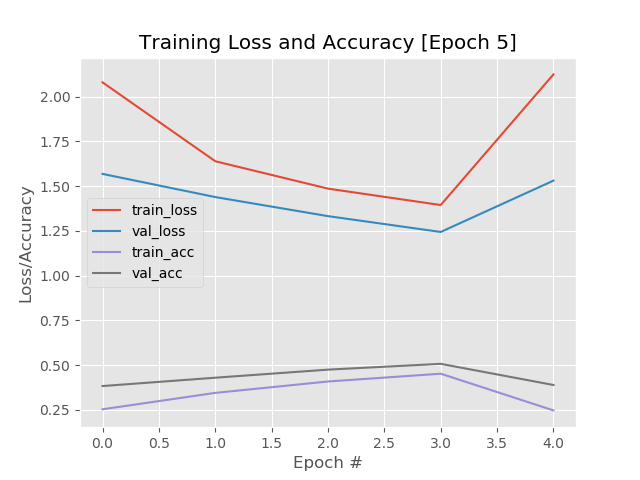 Training Loss and Accuracy [Epoch 5]
2.00
1.75
1.50
1.25
1.00
0.75
0.50
0.25
Loss/Accuracy
train_loss
val_loss
train_acc
val_acc
0.0 0.5 1.0 1.5 2.0 2.5 3.0 3.5 4.0
Epoch #